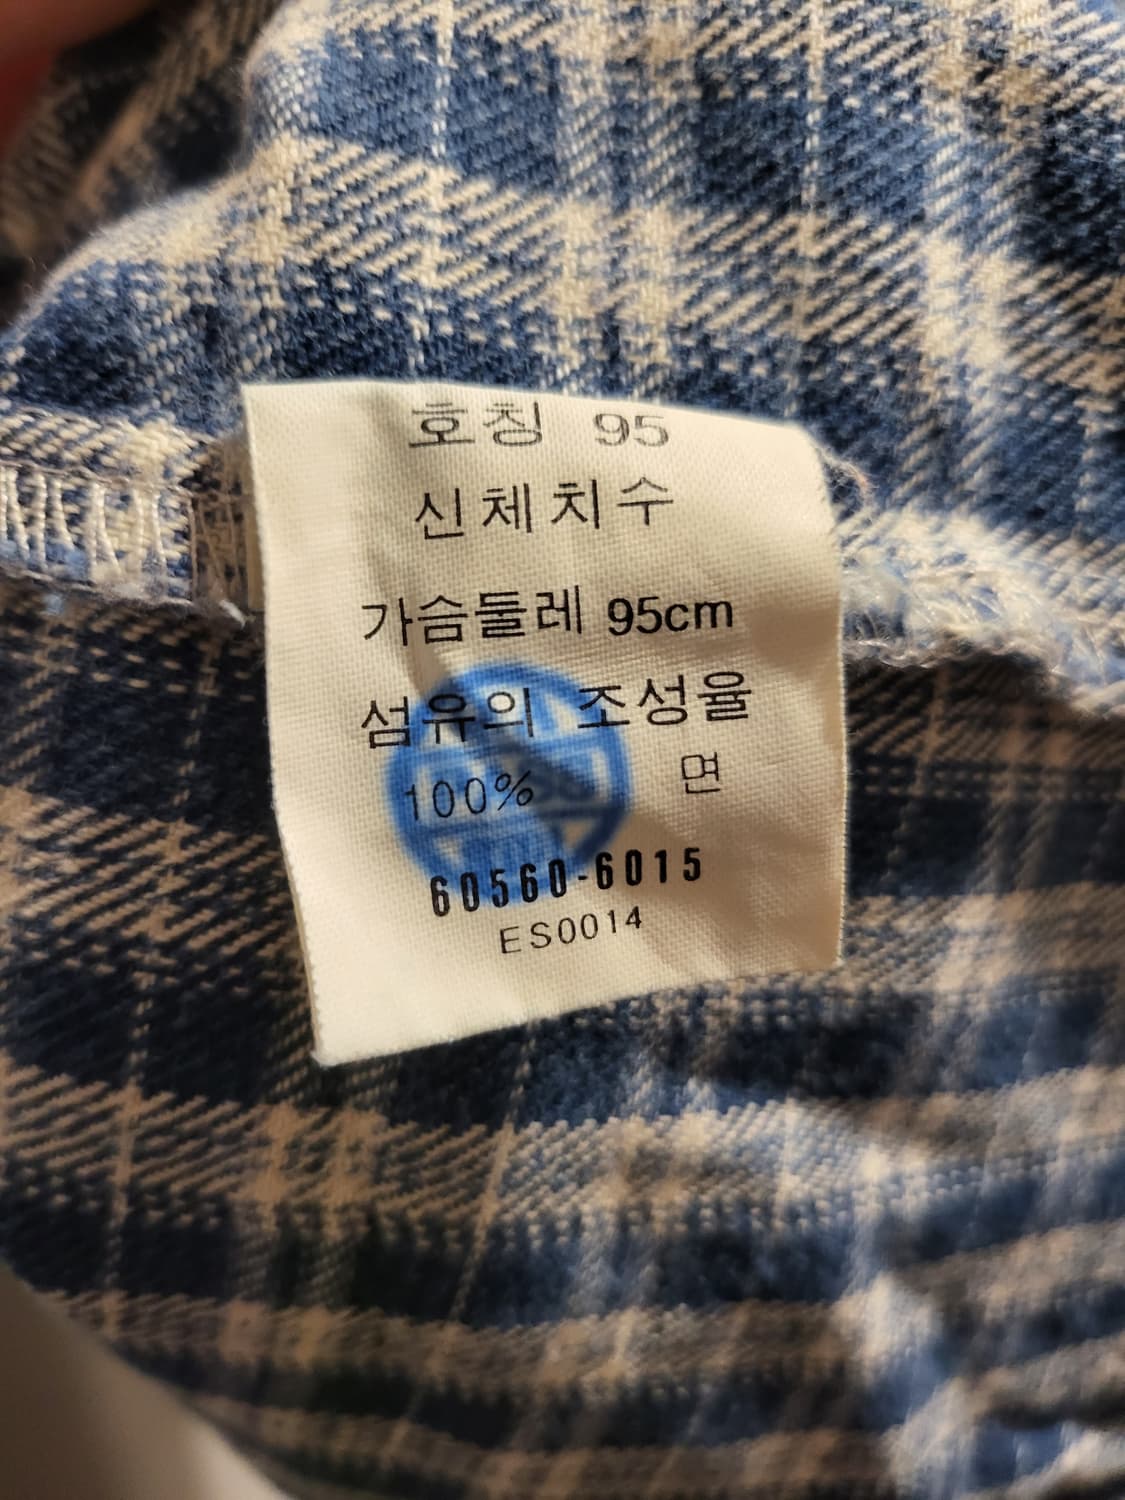 호칭 95
신체치수
가슴둘레 95cm
섬유의 조성율
100% 면
60560-6015
ES0014